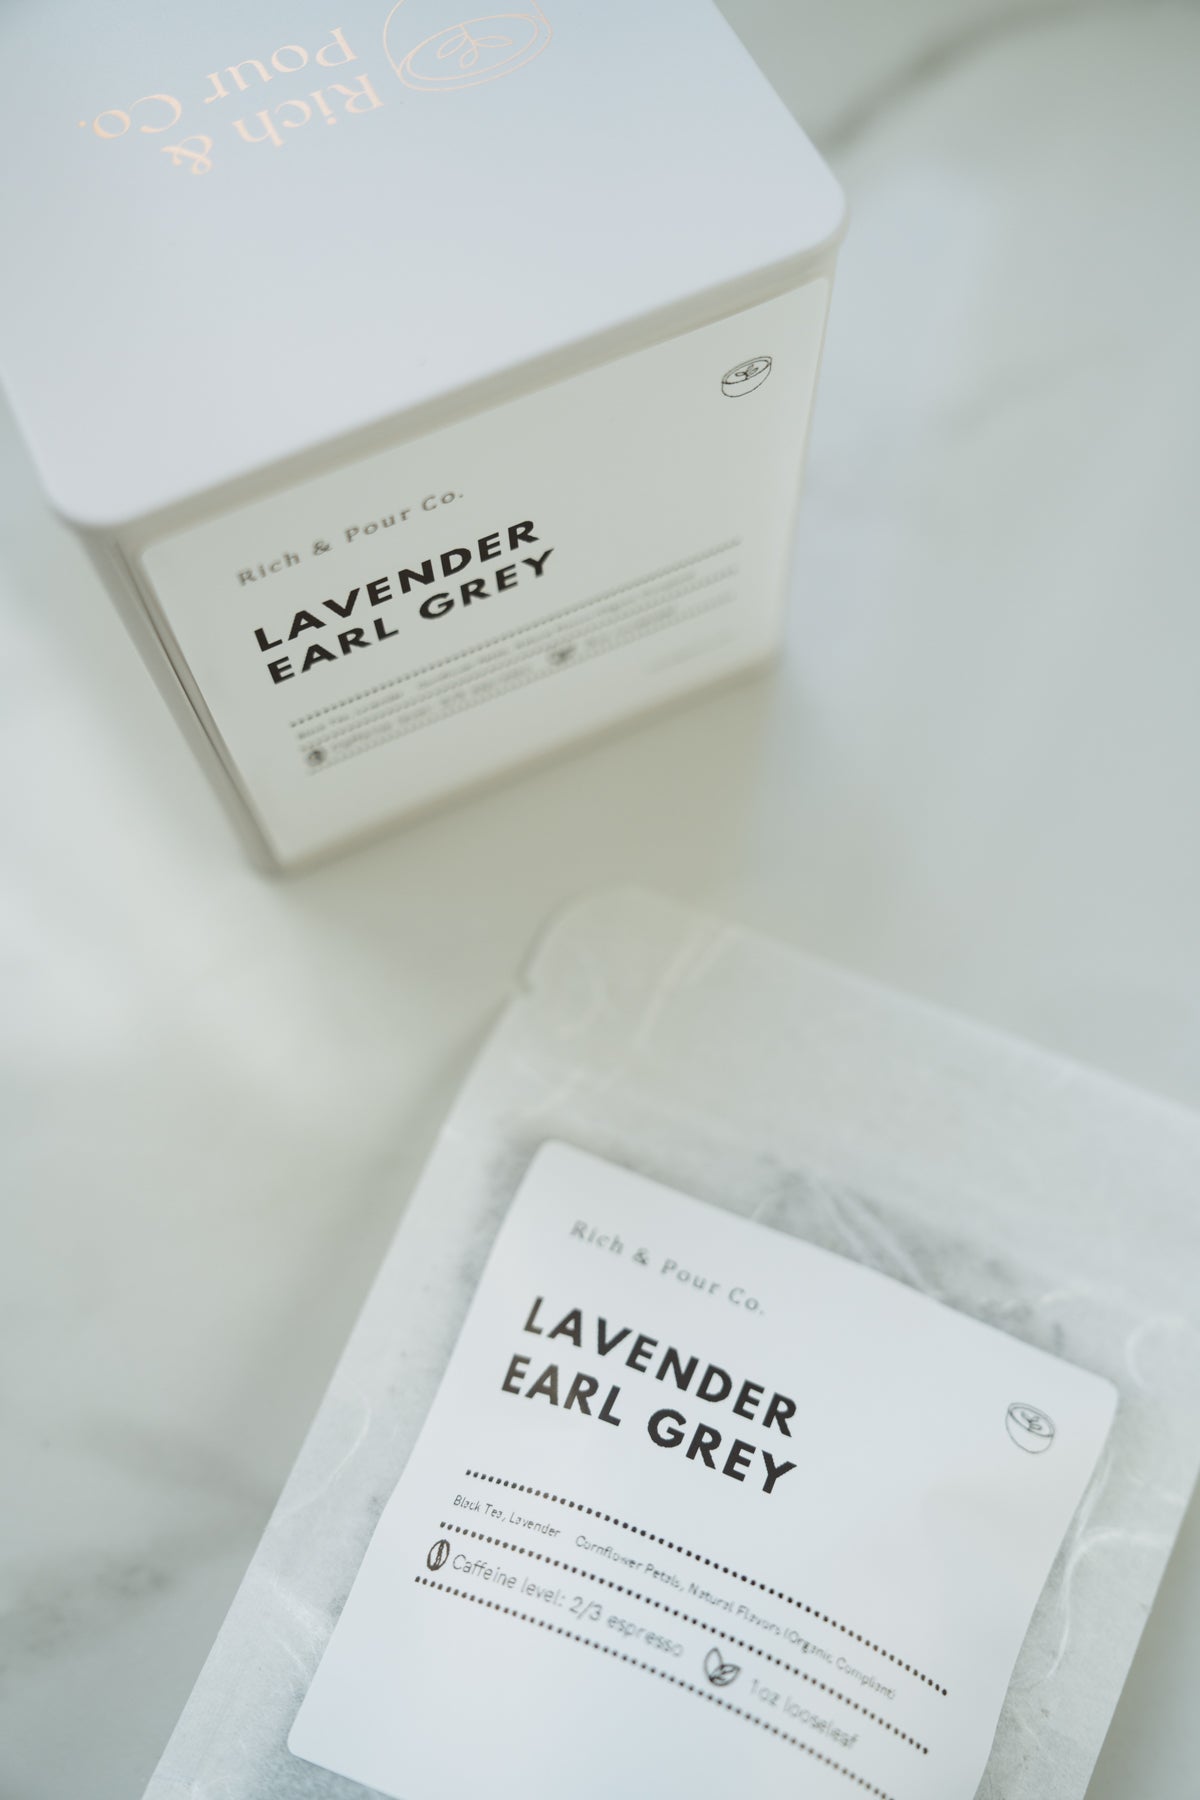 Rich &
Pour Co.
Rich & Pour Co.
LAVENDER
EARL GREY
Rich & Pour Co.
LAVENDER
EARL GREY
Black Tea, Lavender Cornflower Petals, Natural Flavors (Organic Compliant)
Caffeine level: 2/3 espresso 1oz looseleaf